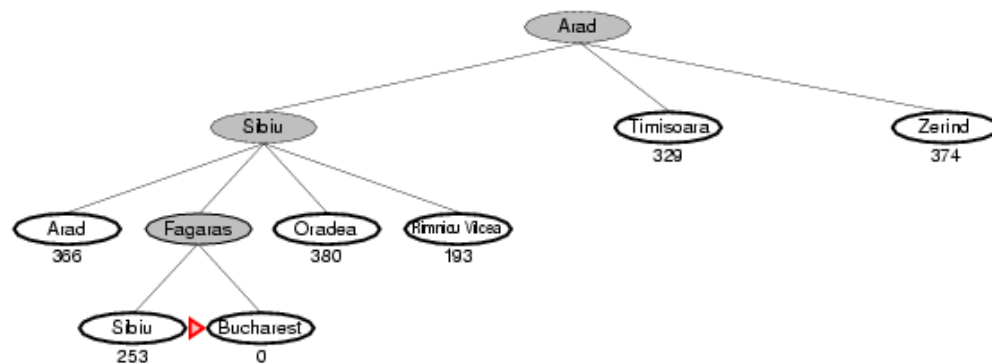 Arad
Sibiu
Timisoara
Zerind
329
374
Arad
Fagaras
Oradea
Rimnicu Vilcea
366
380
193
Sibiu
Bucharest
253
0